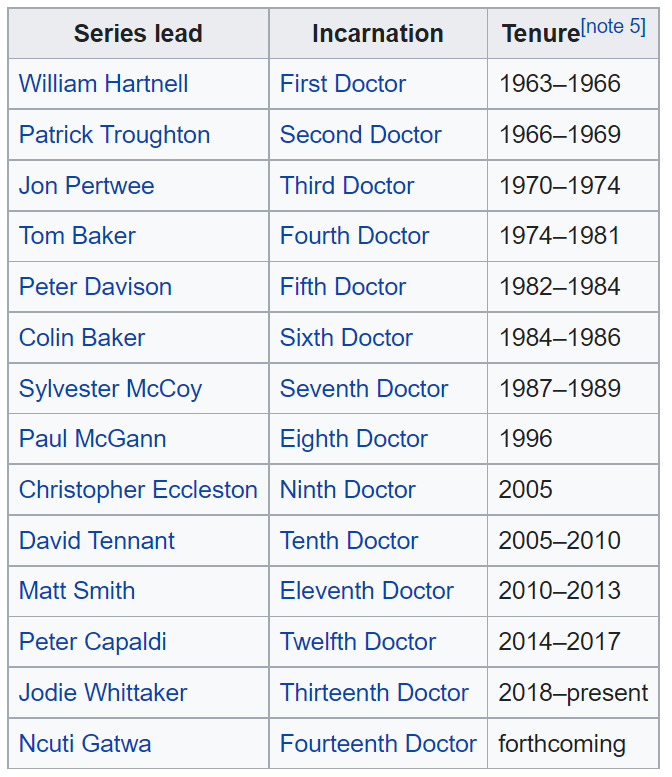 Series lead Incarnation Tenure[note 5]
William Hartnell First Doctor 1963–1966
Patrick Troughton Second Doctor 1966–1969
Jon Pertwee Third Doctor 1970–1974
Tom Baker Fourth Doctor 1974–1981
Peter Davison Fifth Doctor 1982–1984
Colin Baker Sixth Doctor 1984–1986
Sylvester McCoy Seventh Doctor 1987–1989
Paul McGann Eighth Doctor 1996
Christopher Eccleston Ninth Doctor 2005
David Tennant Tenth Doctor 2005–2010
Matt Smith Eleventh Doctor 2010–2013
Peter Capaldi Twelfth Doctor 2014–2017
Jodie Whittaker Thirteenth Doctor 2018–present
Ncuti Gatwa Fourteenth Doctor forthcoming